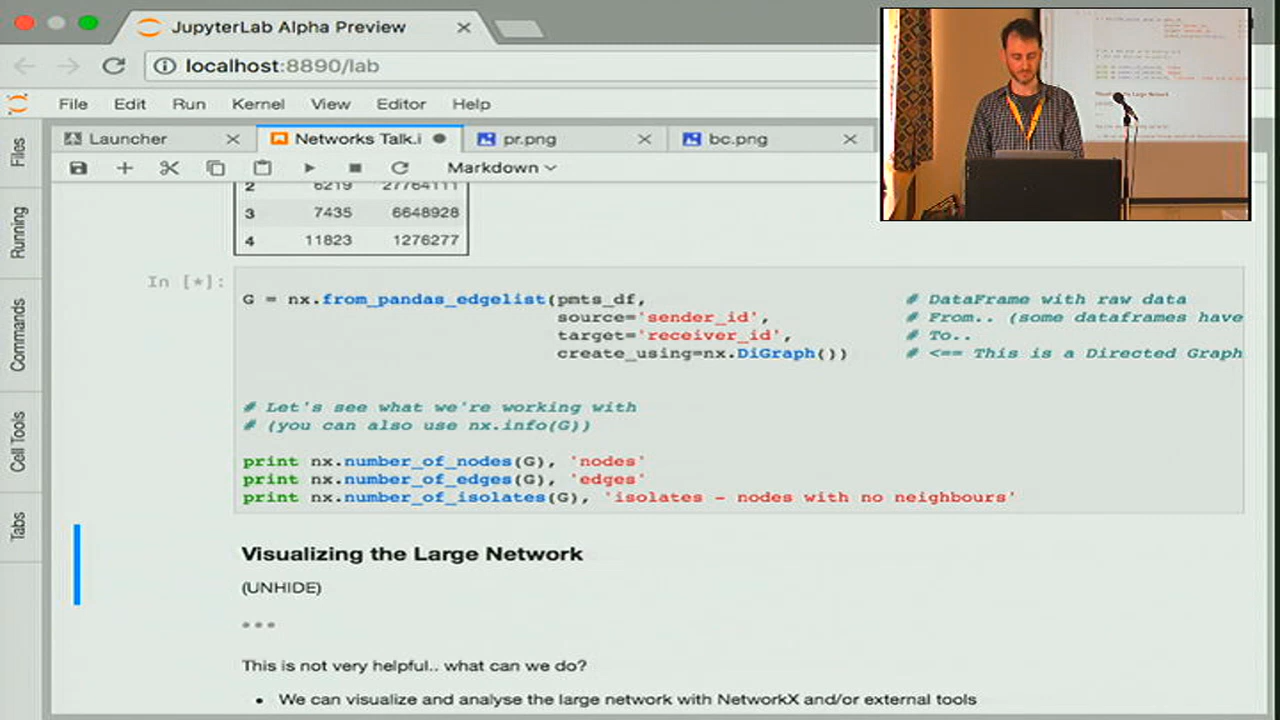 JupyterLab Alpha Preview
localhost:8890/lab
File Edit Run Kernel View Editor Help
Launcher Networks Talk.i pr.png bc.png
Markdown
Files
Running
Commands
Cell Tools
Tabs
2 6219 27764111
3 7435 6648928
4 11823 1276277
In [*]:
G = nx.from_pandas_edgelist(pmts_df, # DataFrame with raw data
source='sender_id', # From.. (some dataframes have
target='receiver_id', # To..
create_using=nx.DiGraph()) # <== This is a Directed Graph
# Let's see what we're working with
# (you can also use nx.info(G))
print nx.number_of_nodes(G), 'nodes'
print nx.number_of_edges(G), 'edges'
print nx.number_of_isolates(G), 'isolates - nodes with no neighbours'
Visualizing the Large Network
(UNHIDE)
This is not very helpful.. what can we do?
• We can visualize and analyse the large network with NetworkX and/or external tools